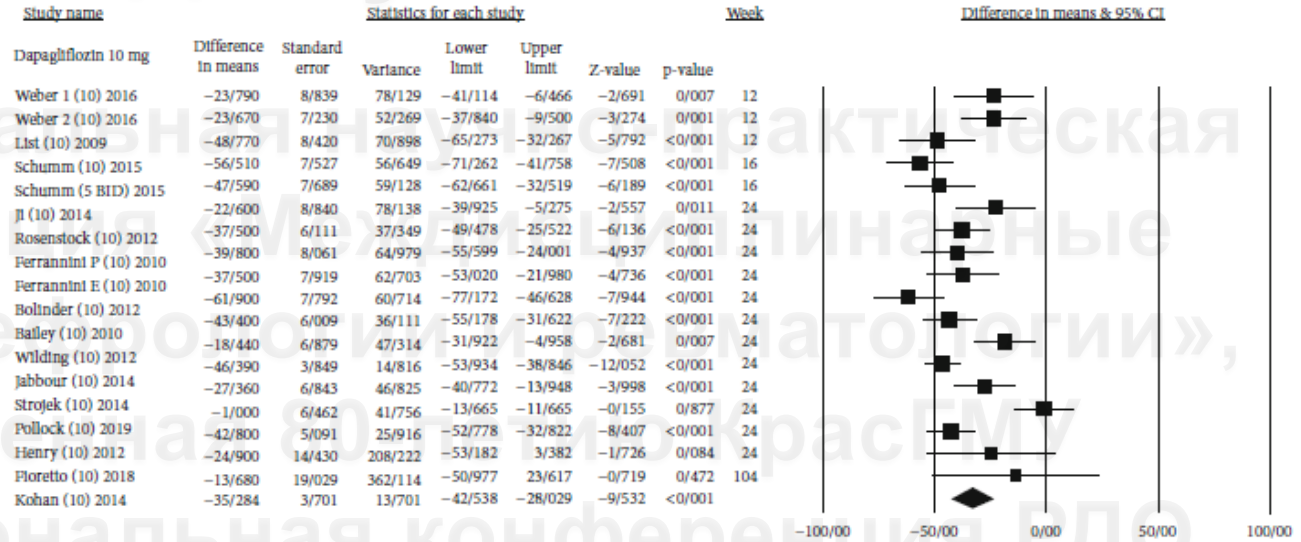 Study name Statistics for each study Week Difference in means & 95% CI
Dapagliflozin 10 mg Difference in means Standard error Variance Lower limit Upper limit Z-value p-value
Weber 1 (10) 2016 −23/790 8/839 78/129 −41/114 −6/466 −2/691 0/007 12
Weber 2 (10) 2016 −23/670 7/230 52/269 −37/840 −9/500 −3/274 0/001 12
List (10) 2009 −48/770 8/420 70/898 −65/273 −32/267 −5/792 <0/001 12
Schumm (10) 2015 −56/510 7/527 56/649 −71/262 −41/758 −7/508 <0/001 16
Schumm (5 BID) 2015 −47/590 7/689 59/128 −62/661 −32/519 −6/189 <0/001 16
JI (10) 2014 −22/600 8/840 78/138 −39/925 −5/275 −2/557 0/011 24
Rosenstock (10) 2012 −37/500 6/111 37/349 −49/478 −25/522 −6/136 <0/001 24
Ferrannini P (10) 2010 −39/800 8/061 64/979 −55/599 −24/001 −4/937 <0/001 24
Ferrannini E (10) 2010 −37/500 7/919 62/703 −53/020 −21/980 −4/736 <0/001 24
−61/900 7/792 60/714 −77/172 −46/628 −7/944 <0/001 24
Bolinder (10) 2012 −43/400 6/009 36/111 −55/178 −31/622 −7/222 <0/001 24
Bailey (10) 2010 −18/440 6/879 47/314 −31/922 −4/958 −2/681 0/007 24
Wilding (10) 2012 −46/390 3/849 14/816 −53/934 −38/846 −12/052 <0/001 24
Jabbour (10) 2014 −27/360 6/843 46/825 −40/772 −13/948 −3/998 <0/001 24
Strojek (10) 2014 −1/000 6/462 41/756 −13/665 −11/665 −0/155 0/877 24
Pollock (10) 2019 −42/800 5/091 25/916 −52/778 −32/822 −8/407 <0/001 24
Henry (10) 2012 −24/900 14/430 208/222 −53/182 3/382 −1/726 0/084 24
Fioretto (10) 2018 −13/680 19/029 362/114 −50/977 23/617 −0/719 0/472 104
Kohan (10) 2014 −35/284 3/701 13/701 −42/538 −28/029 −9/532 <0/001
−100/00 −50/00 0/00 50/00 100/00
альная научно-практическая
ция «Междисциплинарные
рологии и ревматологии»,
енная 80-летию КрасГМУ
ональная конференция РДО